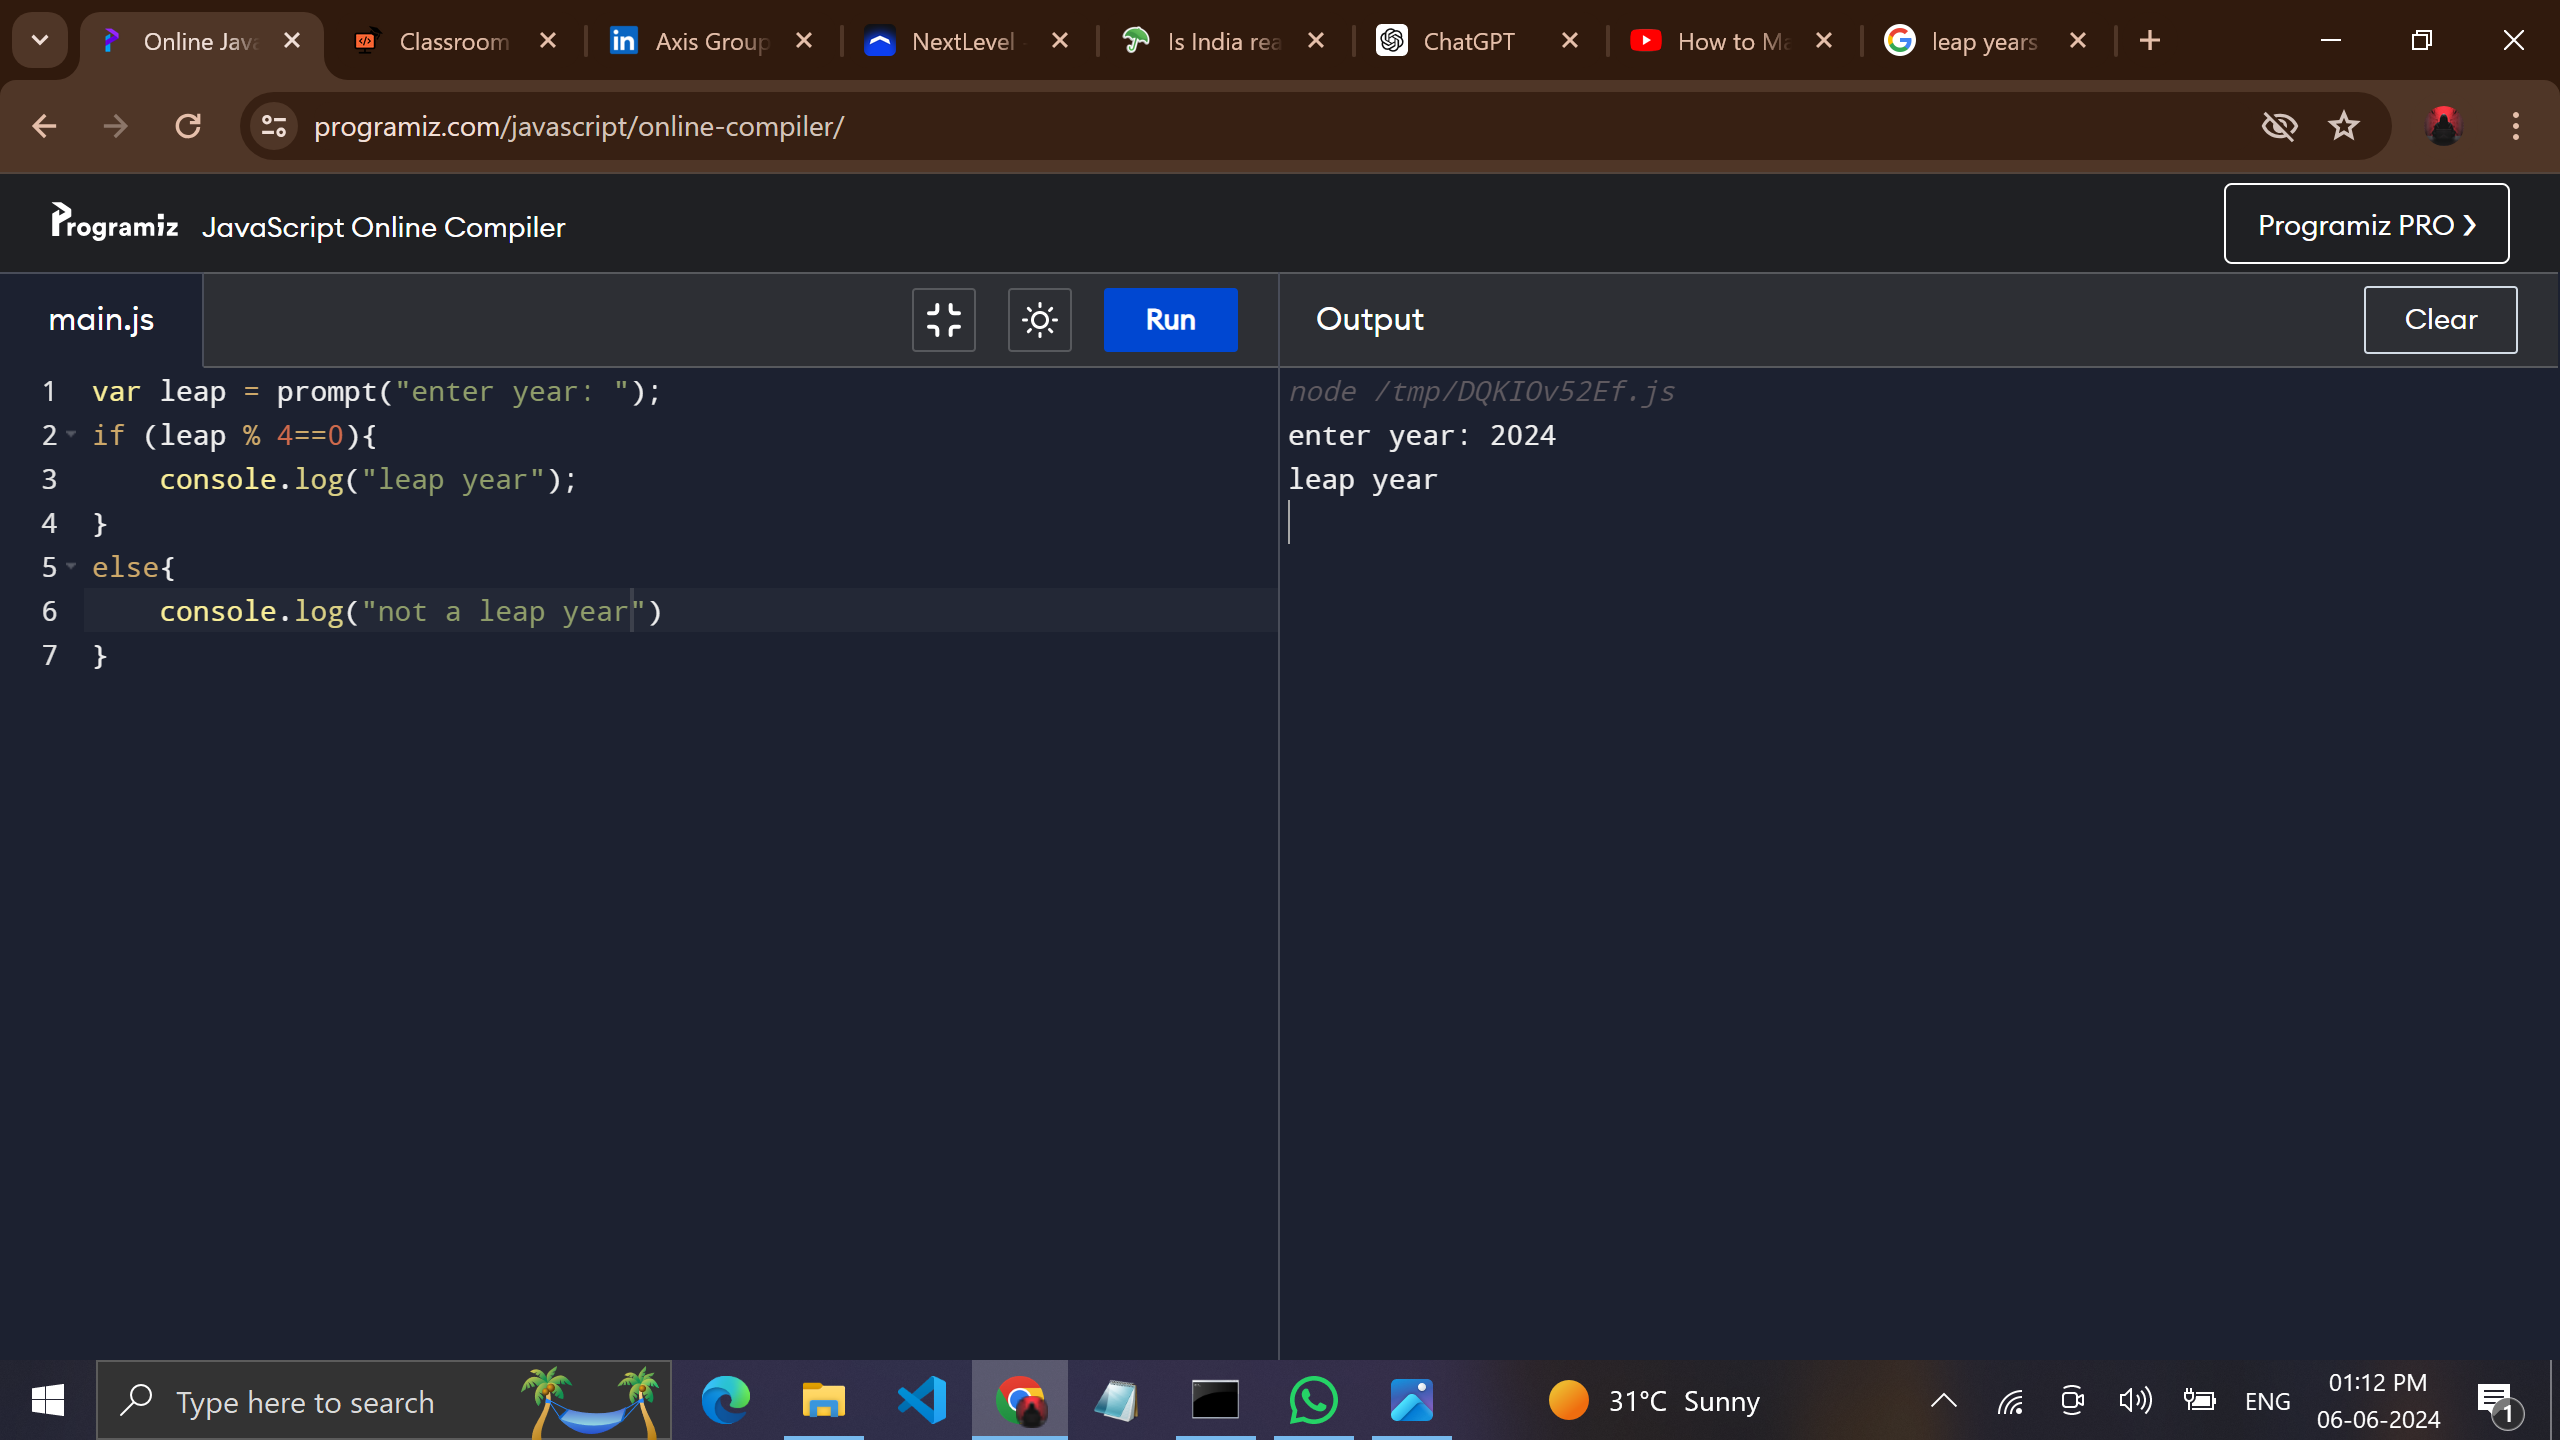 Online Java
Classroom
Axis Group
NextLevel
Is India rea
ChatGPT
How to Ma
leap years
programiz.com/javascript/online-compiler/
Programiz JavaScript Online Compiler
Programiz PRO ❯
main.js
Run
Output
Clear
1 var leap = prompt("enter year: ");
2 if (leap % 4==0){
3 console.log("leap year");
4 }
5 else{
6 console.log("not a leap year")
7 }
node /tmp/DQKIOv52Ef.js
enter year: 2024
leap year
Type here to search
31°C Sunny
ENG
01:12 PM
06-06-2024
1